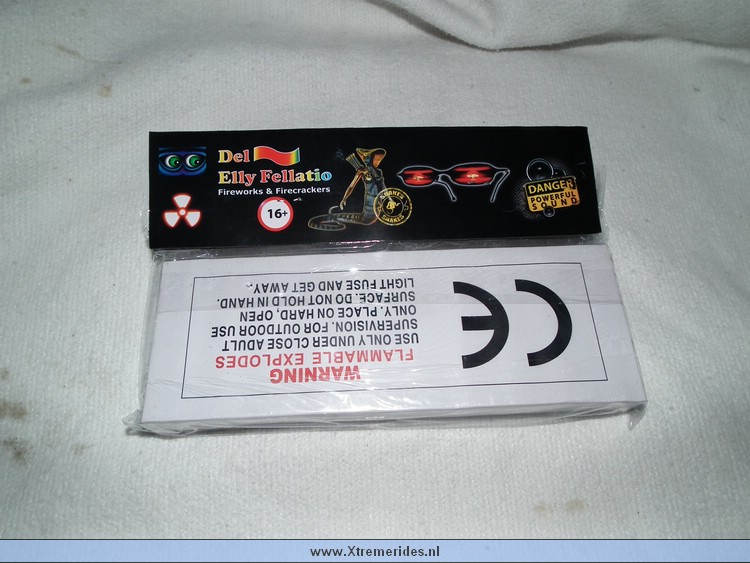 Del
Elly Fellatio
Fireworks & Firecrackers
16+
SNAKES
SNAKES
DANGER
POWERFUL
SOUND
WARNING
FLAMMABLE EXPLODES
USE ONLY UNDER CLOSE ADULT
SUPERVISION. FOR OUTDOOR USE
ONLY. PLACE ON HARD, OPEN
SURFACE. DO NOT HOLD IN HAND.
LIGHT FUSE AND GET AWAY.
CE
www.Xtremerides.nl